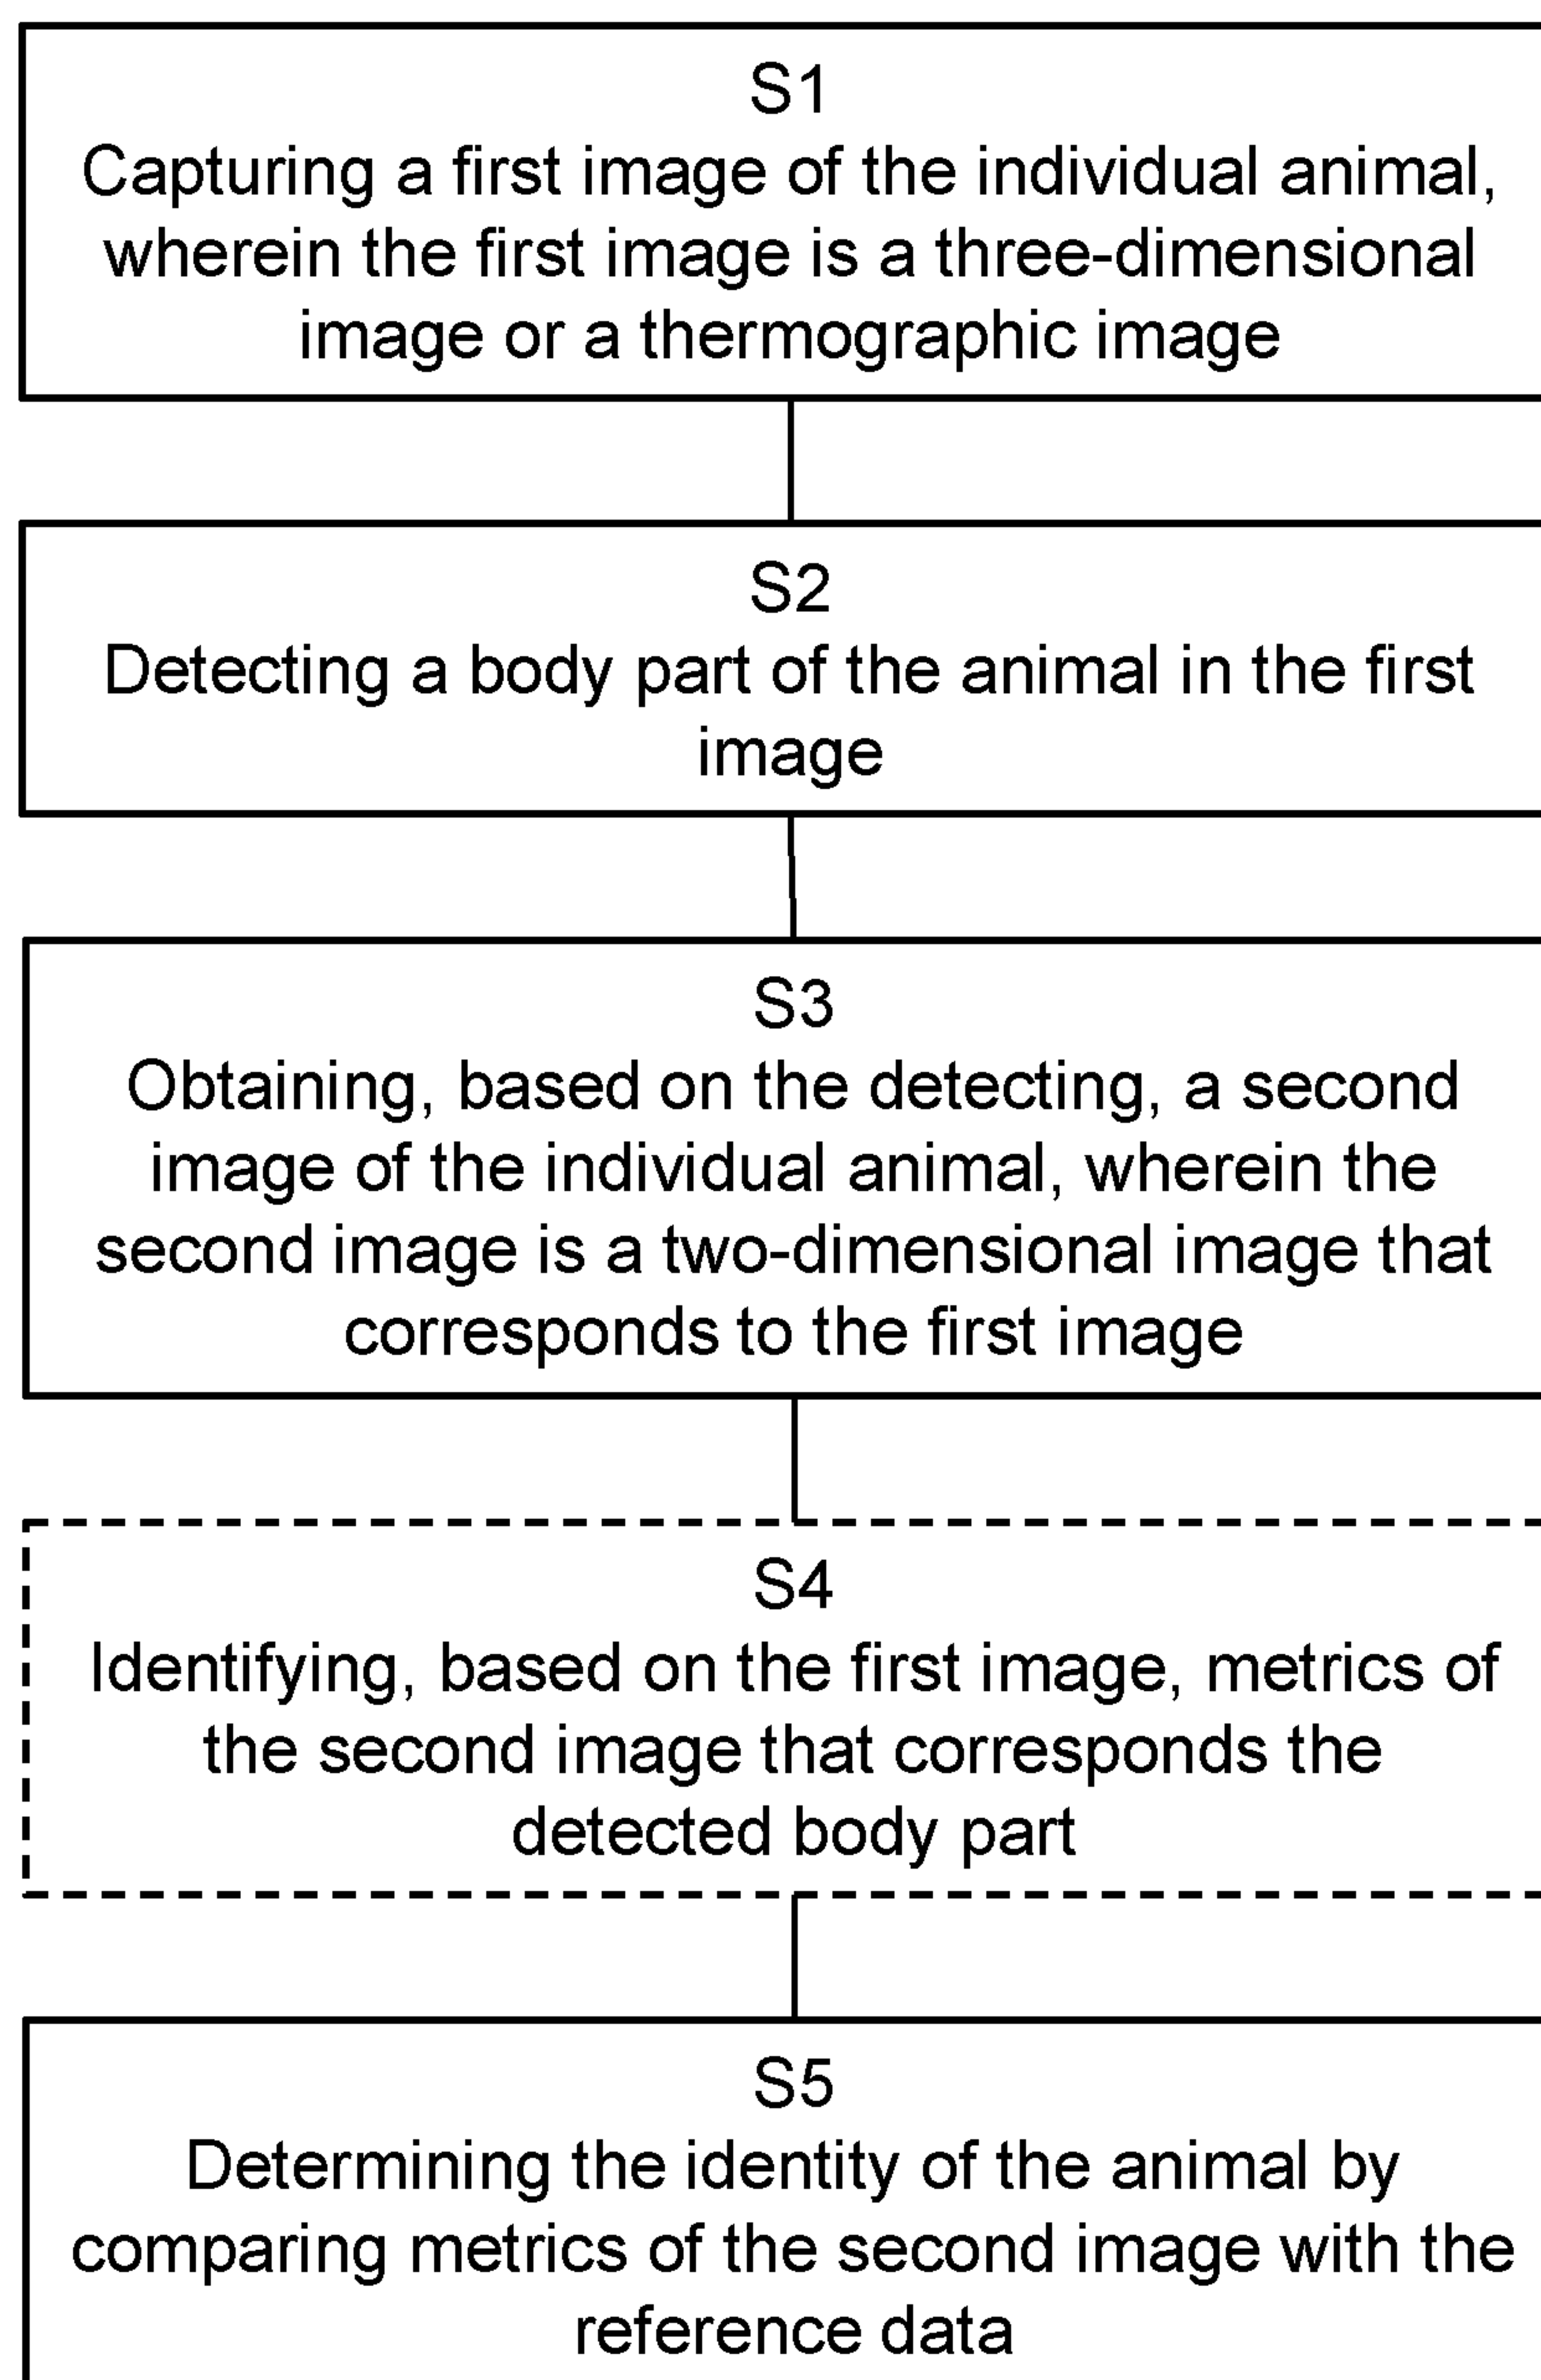 S1
Capturing a first image of the individual animal,
wherein the first image is a three-dimensional
image or a thermographic image
S2
Detecting a body part of the animal in the first
image
S3
Obtaining, based on the detecting, a second
image of the individual animal, wherein the
second image is a two-dimensional image that
corresponds to the first image
S4
Identifying, based on the first image, metrics of
the second image that corresponds the
detected body part
S5
Determining the identity of the animal by
comparing metrics of the second image with the
reference data